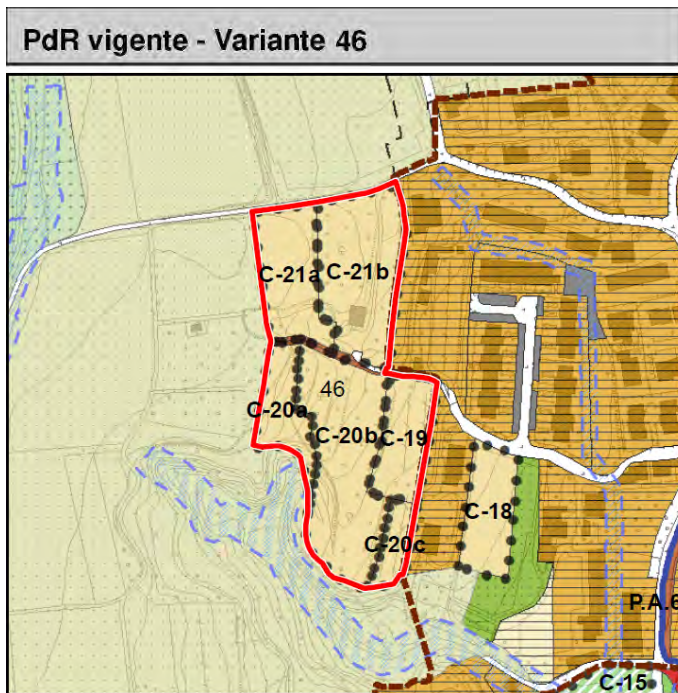 PdR vigente - Variante 46
C-21a
C-21b
46
C-20a
C-20b
C-19
C-18
C-20c
P.A.6
C-15